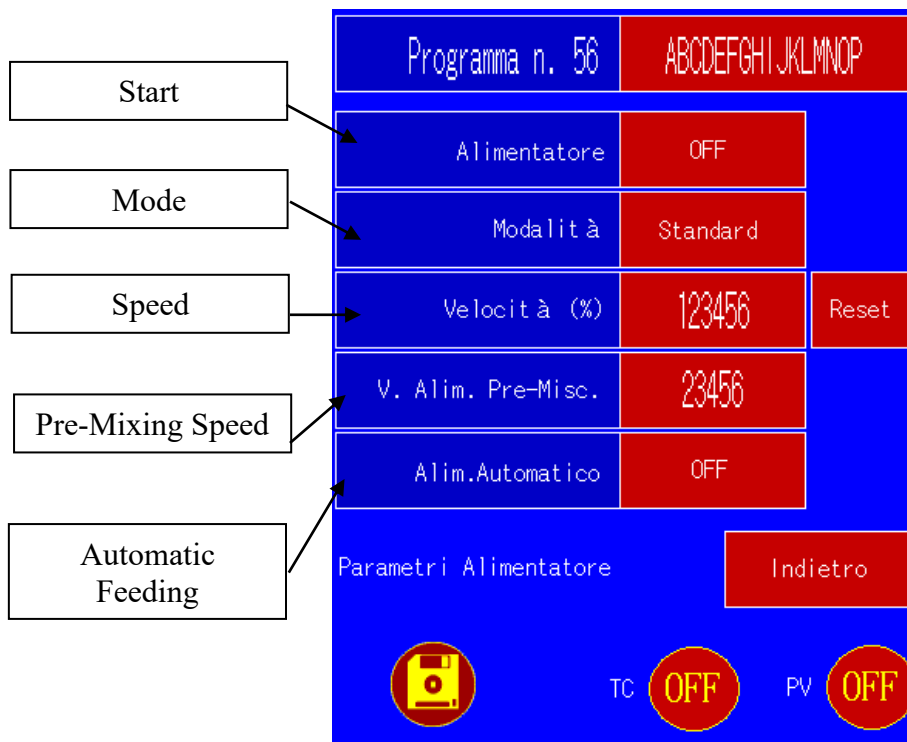 Programma n. 56 ABCDEFGHIJKLMNOP
Start
Alimentatore OFF
Mode
Modalità Standard
Speed
Velocità (%) 123456 Reset
V. Alim. Pre-Misc. 23456
Pre-Mixing Speed
Alim.Automatico OFF
Automatic
Feeding
Parametri Alimentatore Indietro
TC OFF PV OFF